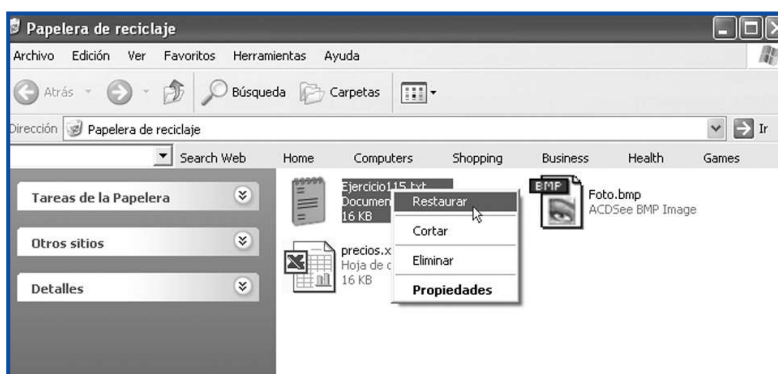 Papelera de reciclaje
Archivo Edición Ver Favoritos Herramientas Ayuda
Atrás Búsqueda Carpetas
Dirección Papelera de reciclaje Ir
Search Web Home Computers Shopping Business Health Games
Tareas de la Papelera
Otros sitios
Detalles
Ejercicio115.txt
Documen
16 KB
precios.x
Hoja de c
16 KB
Restaurar
Cortar
Eliminar
Propiedades
BMP
Foto.bmp
ACDSee BMP Image